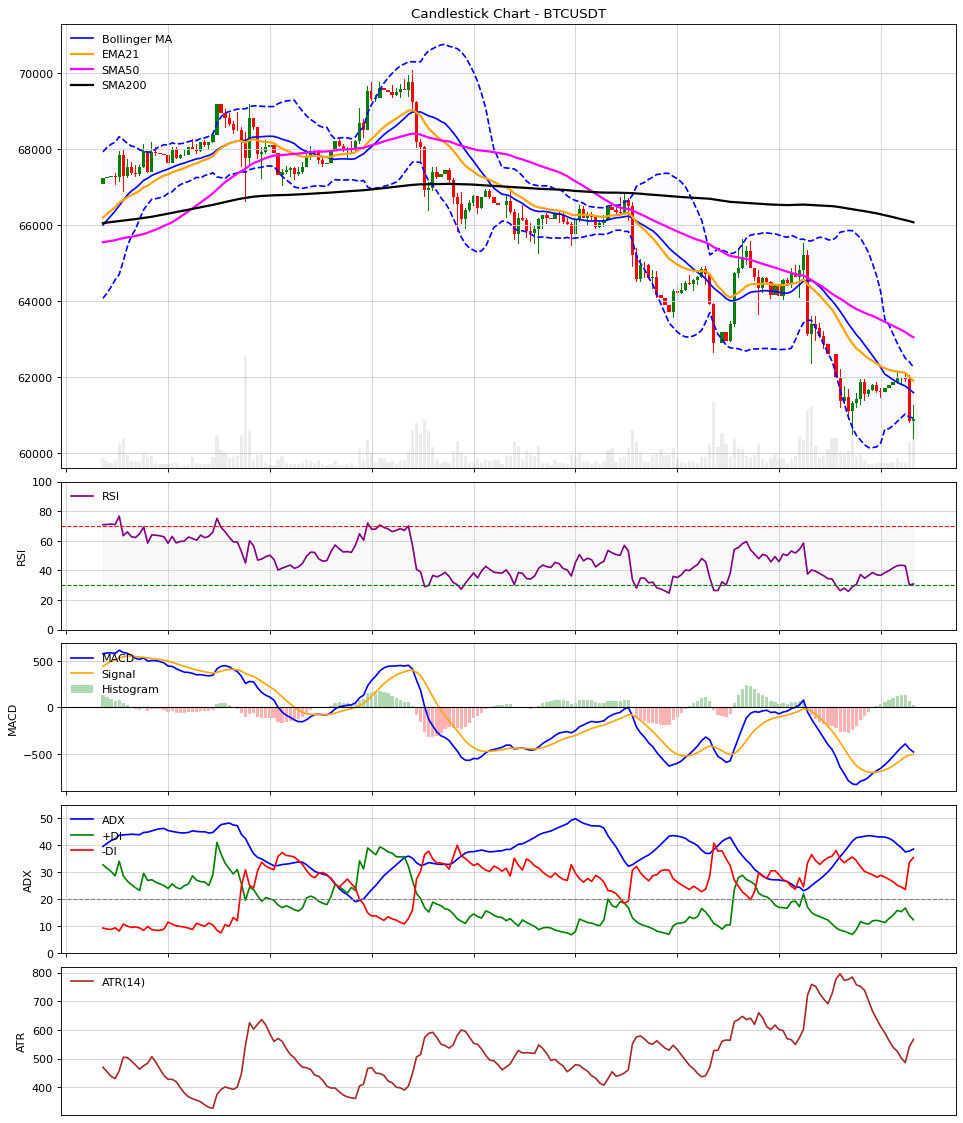 Candlestick Chart - BTCUSDT
Bollinger MA
EMA21
SMA50
SMA200
70000
68000
66000
64000
62000
60000
RSI
100
80
60
40
20
0
RSI
MACD
Signal
Histogram
500
0
−500
MACD
ADX
+DI
-DI
50
40
30
20
10
0
ADX
ATR(14)
800
700
600
500
400
ATR